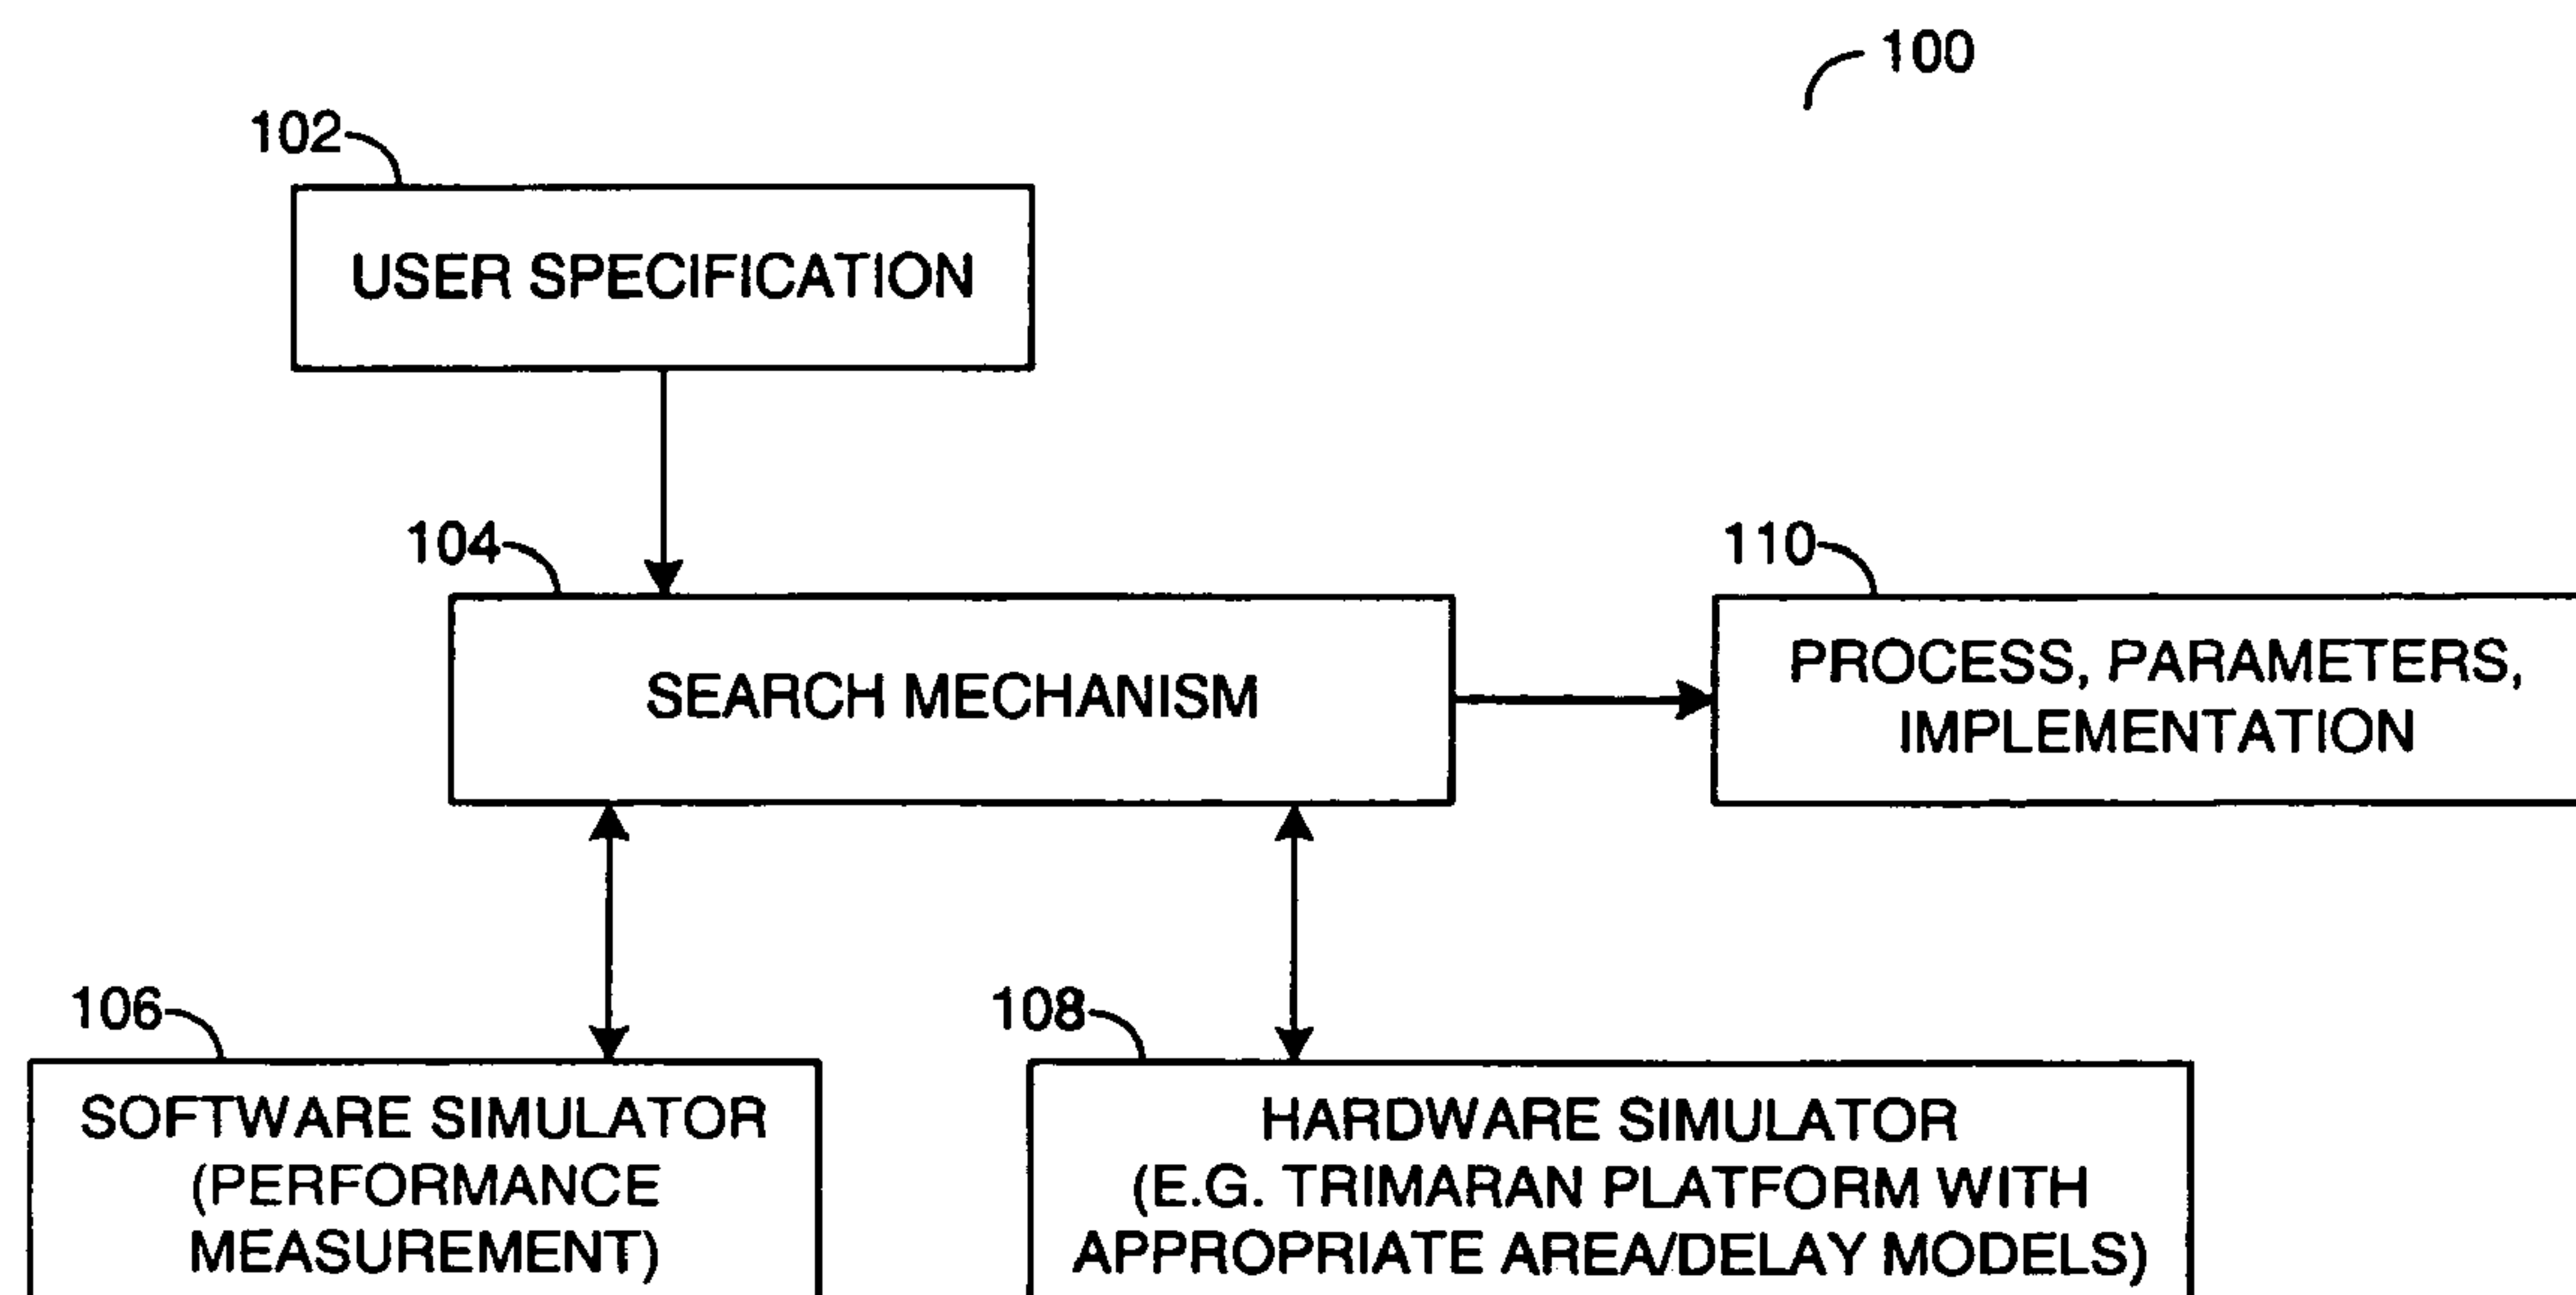 100
102
USER SPECIFICATION
104
SEARCH MECHANISM
110
PROCESS, PARAMETERS,
IMPLEMENTATION
106
SOFTWARE SIMULATOR
(PERFORMANCE
MEASUREMENT)
108
HARDWARE SIMULATOR
(E.G. TRIMARAN PLATFORM WITH
APPROPRIATE AREA/DELAY MODELS)